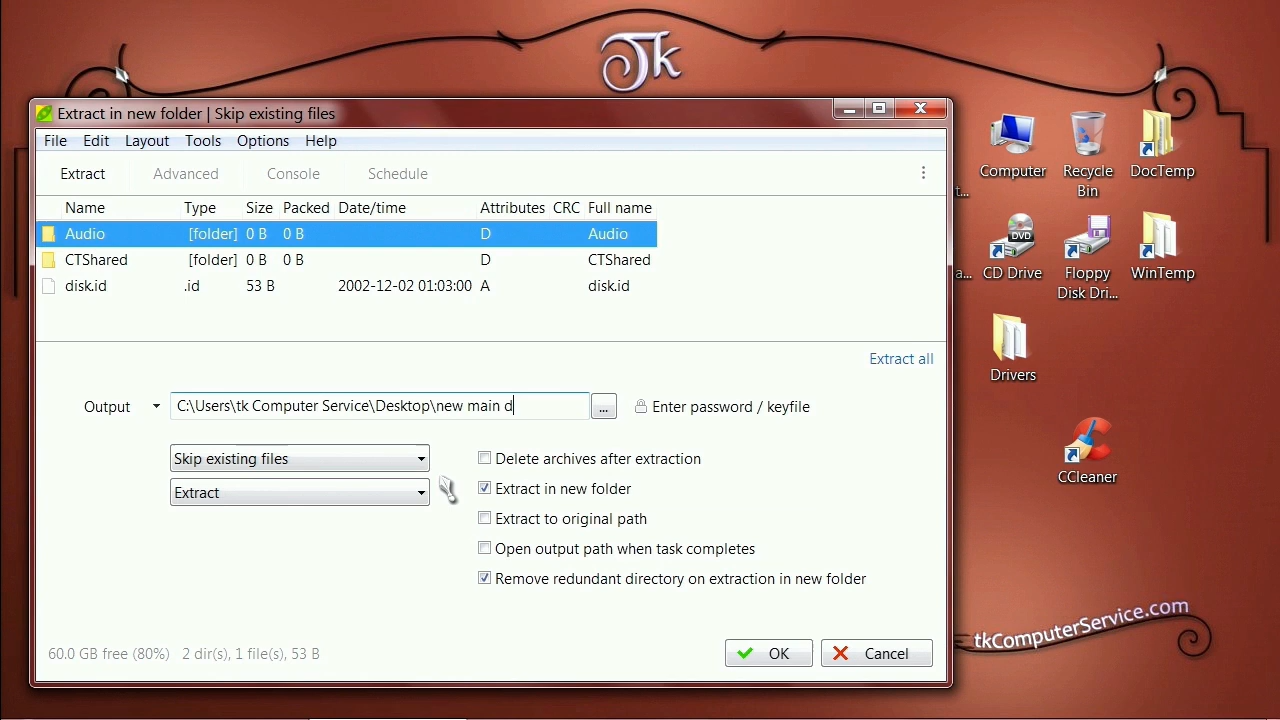 Tk
Extract in new folder | Skip existing files
File Edit Layout Tools Options Help
Extract Advanced Console Schedule
Name Type Size Packed Date/time Attributes CRC Full name
Audio [folder] 0 B 0 B D Audio
CTShared [folder] 0 B 0 B D CTShared
disk.id .id 53 B 2002-12-02 01:03:00 A disk.id
Extract all
Output C:\Users\tk Computer Service\Desktop\new main d ... Enter password / keyfile
Skip existing files
Extract
Delete archives after extraction
Extract in new folder
Extract to original path
Open output path when task completes
Remove redundant directory on extraction in new folder
60.0 GB free (80%) 2 dir(s), 1 file(s), 53 B
OK Cancel
t...
Computer
Recycle
Bin
DocTemp
a...
DVD
CD Drive
Floppy
Disk Dri...
WinTemp
Drivers
CCleaner
tkComputerService.com